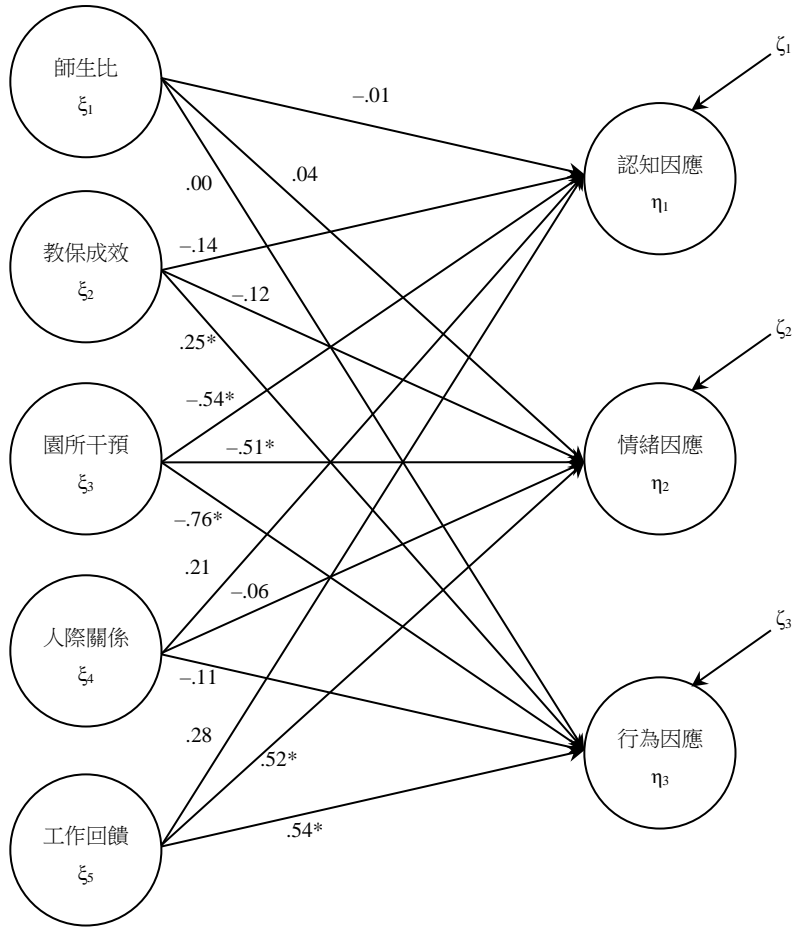 師生比
ξ1
教保成效
ξ2
園所干預
ξ3
人際關係
ξ4
工作回饋
ξ5
–.01
.04
.00
–.14
–.12
.25*
–.54*
–.51*
–.76*
.21
–.06
–.11
.28
.52*
.54*
ζ1
認知因應
η1
ζ2
情緒因應
η2
ζ3
行為因應
η3